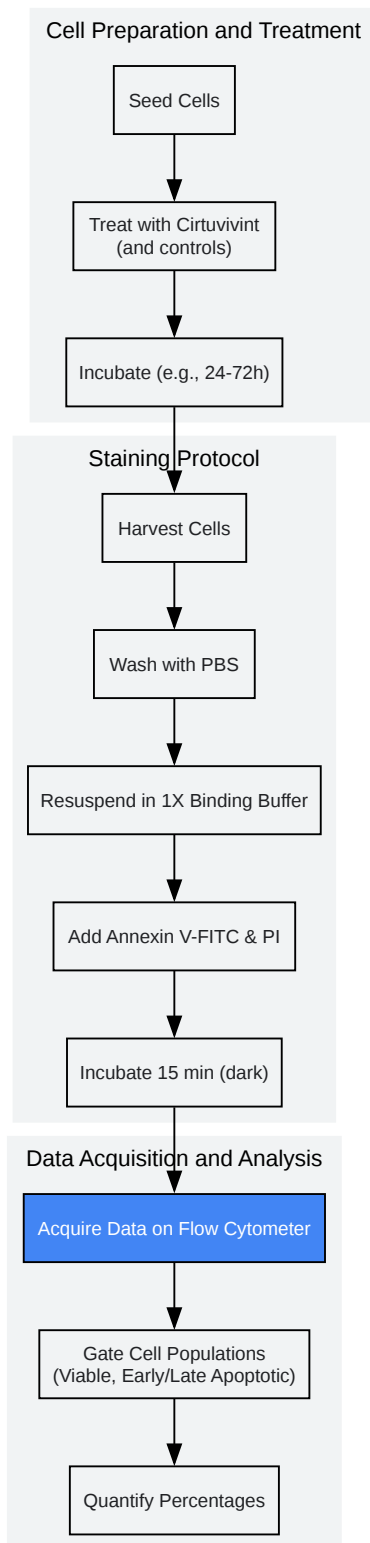 Cell Preparation and Treatment
Seed Cells
Treat with Cirtuvivint
(and controls)
Incubate (e.g., 24-72h)
Staining Protocol
Harvest Cells
Wash with PBS
Resuspend in 1X Binding Buffer
Add Annexin V-FITC & PI
Incubate 15 min (dark)
Data Acquisition and Analysis
Acquire Data on Flow Cytometer
Gate Cell Populations
(Viable, Early/Late Apoptotic)
Quantify Percentages